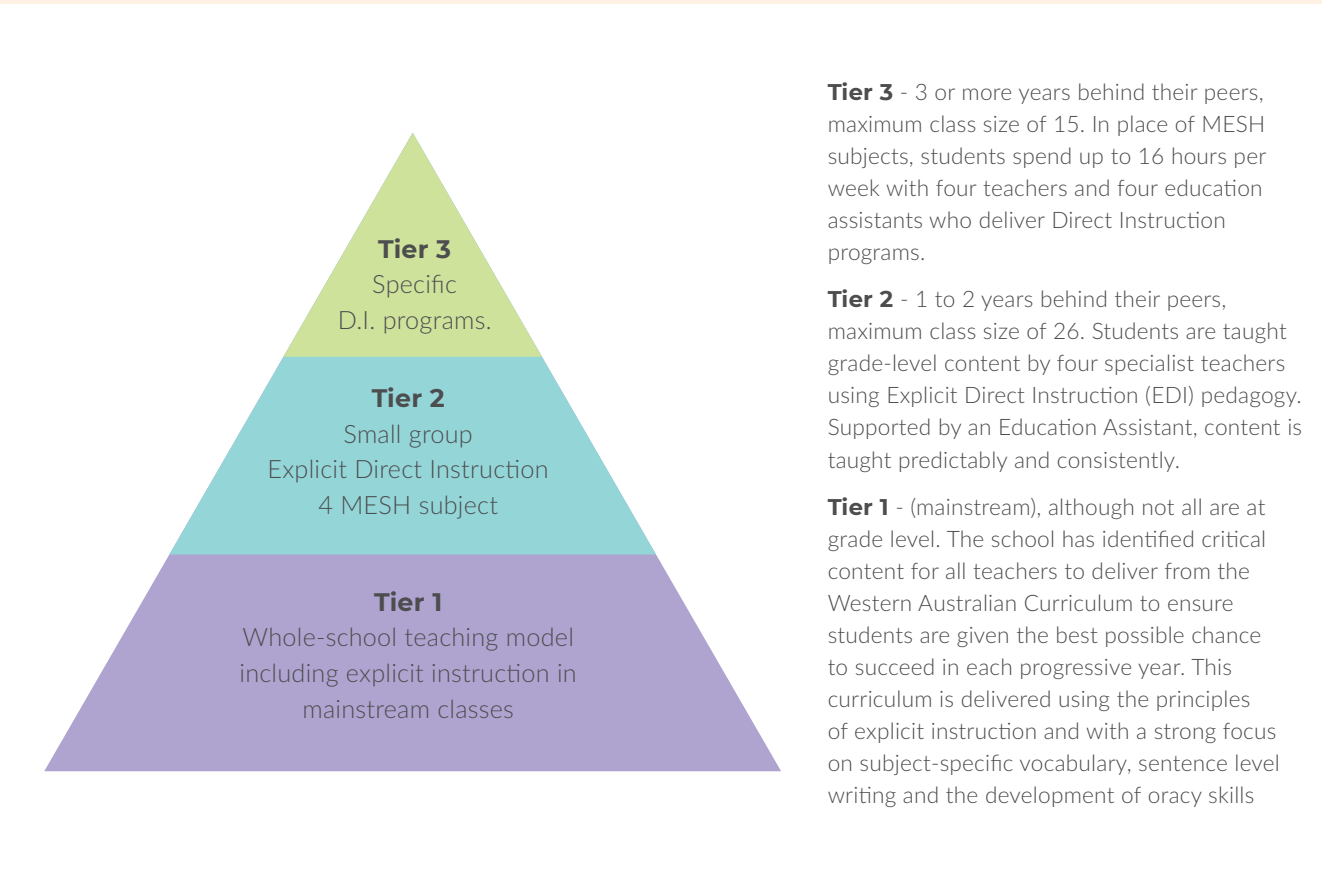 Tier 3
Specific
D.I. programs.
Tier 2
Small group
Explicit Direct Instruction
4 MESH subject
Tier 1
Whole-school teaching model
including explicit instruction in
mainstream classes
Tier 3 - 3 or more years behind their peers,
maximum class size of 15. In place of MESH
subjects, students spend up to 16 hours per
week with four teachers and four education
assistants who deliver Direct Instruction
programs.
Tier 2 - 1 to 2 years behind their peers,
maximum class size of 26. Students are taught
grade-level content by four specialist teachers
using Explicit Direct Instruction (EDI) pedagogy.
Supported by an Education Assistant, content is
taught predictably and consistently.
Tier 1 - (mainstream), although not all are at
grade level. The school has identified critical
content for all teachers to deliver from the
Western Australian Curriculum to ensure
students are given the best possible chance
to succeed in each progressive year. This
curriculum is delivered using the principles
of explicit instruction and with a strong focus
on subject-specific vocabulary, sentence level
writing and the development of oracy skills